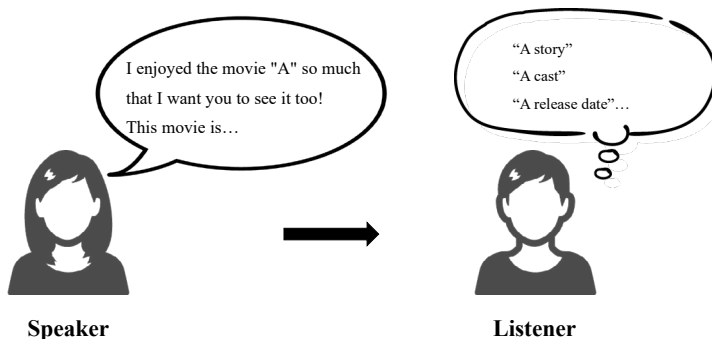 I enjoyed the movie "A" so much
that I want you to see it too!
This movie is…
“A story”
“A cast”
“A release date”…
Speaker
Listener